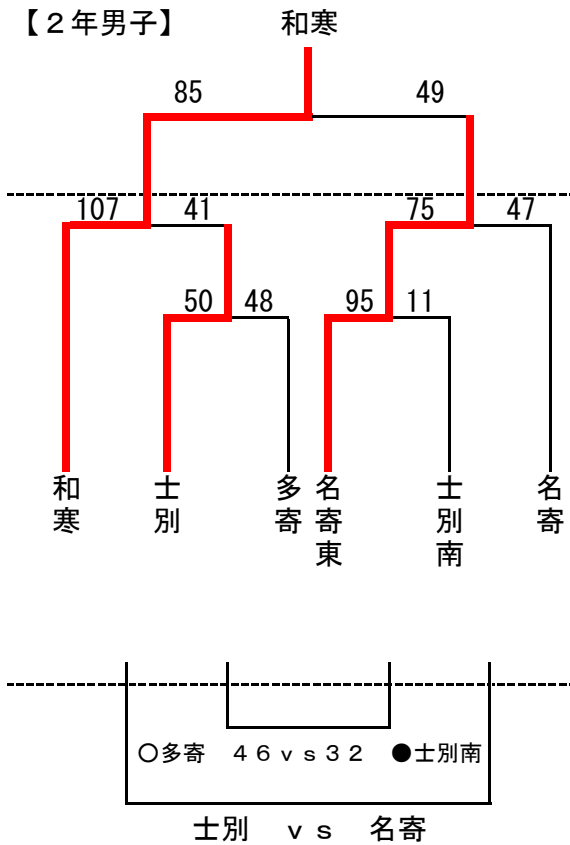 【２年男子】
和寒
85 49
107 41 75 47
50 48 95 11
和寒
士別
多寄
名寄東
士別南
名寄
○多寄 ４６ｖｓ３２ ●士別南
士別 ｖｓ 名寄